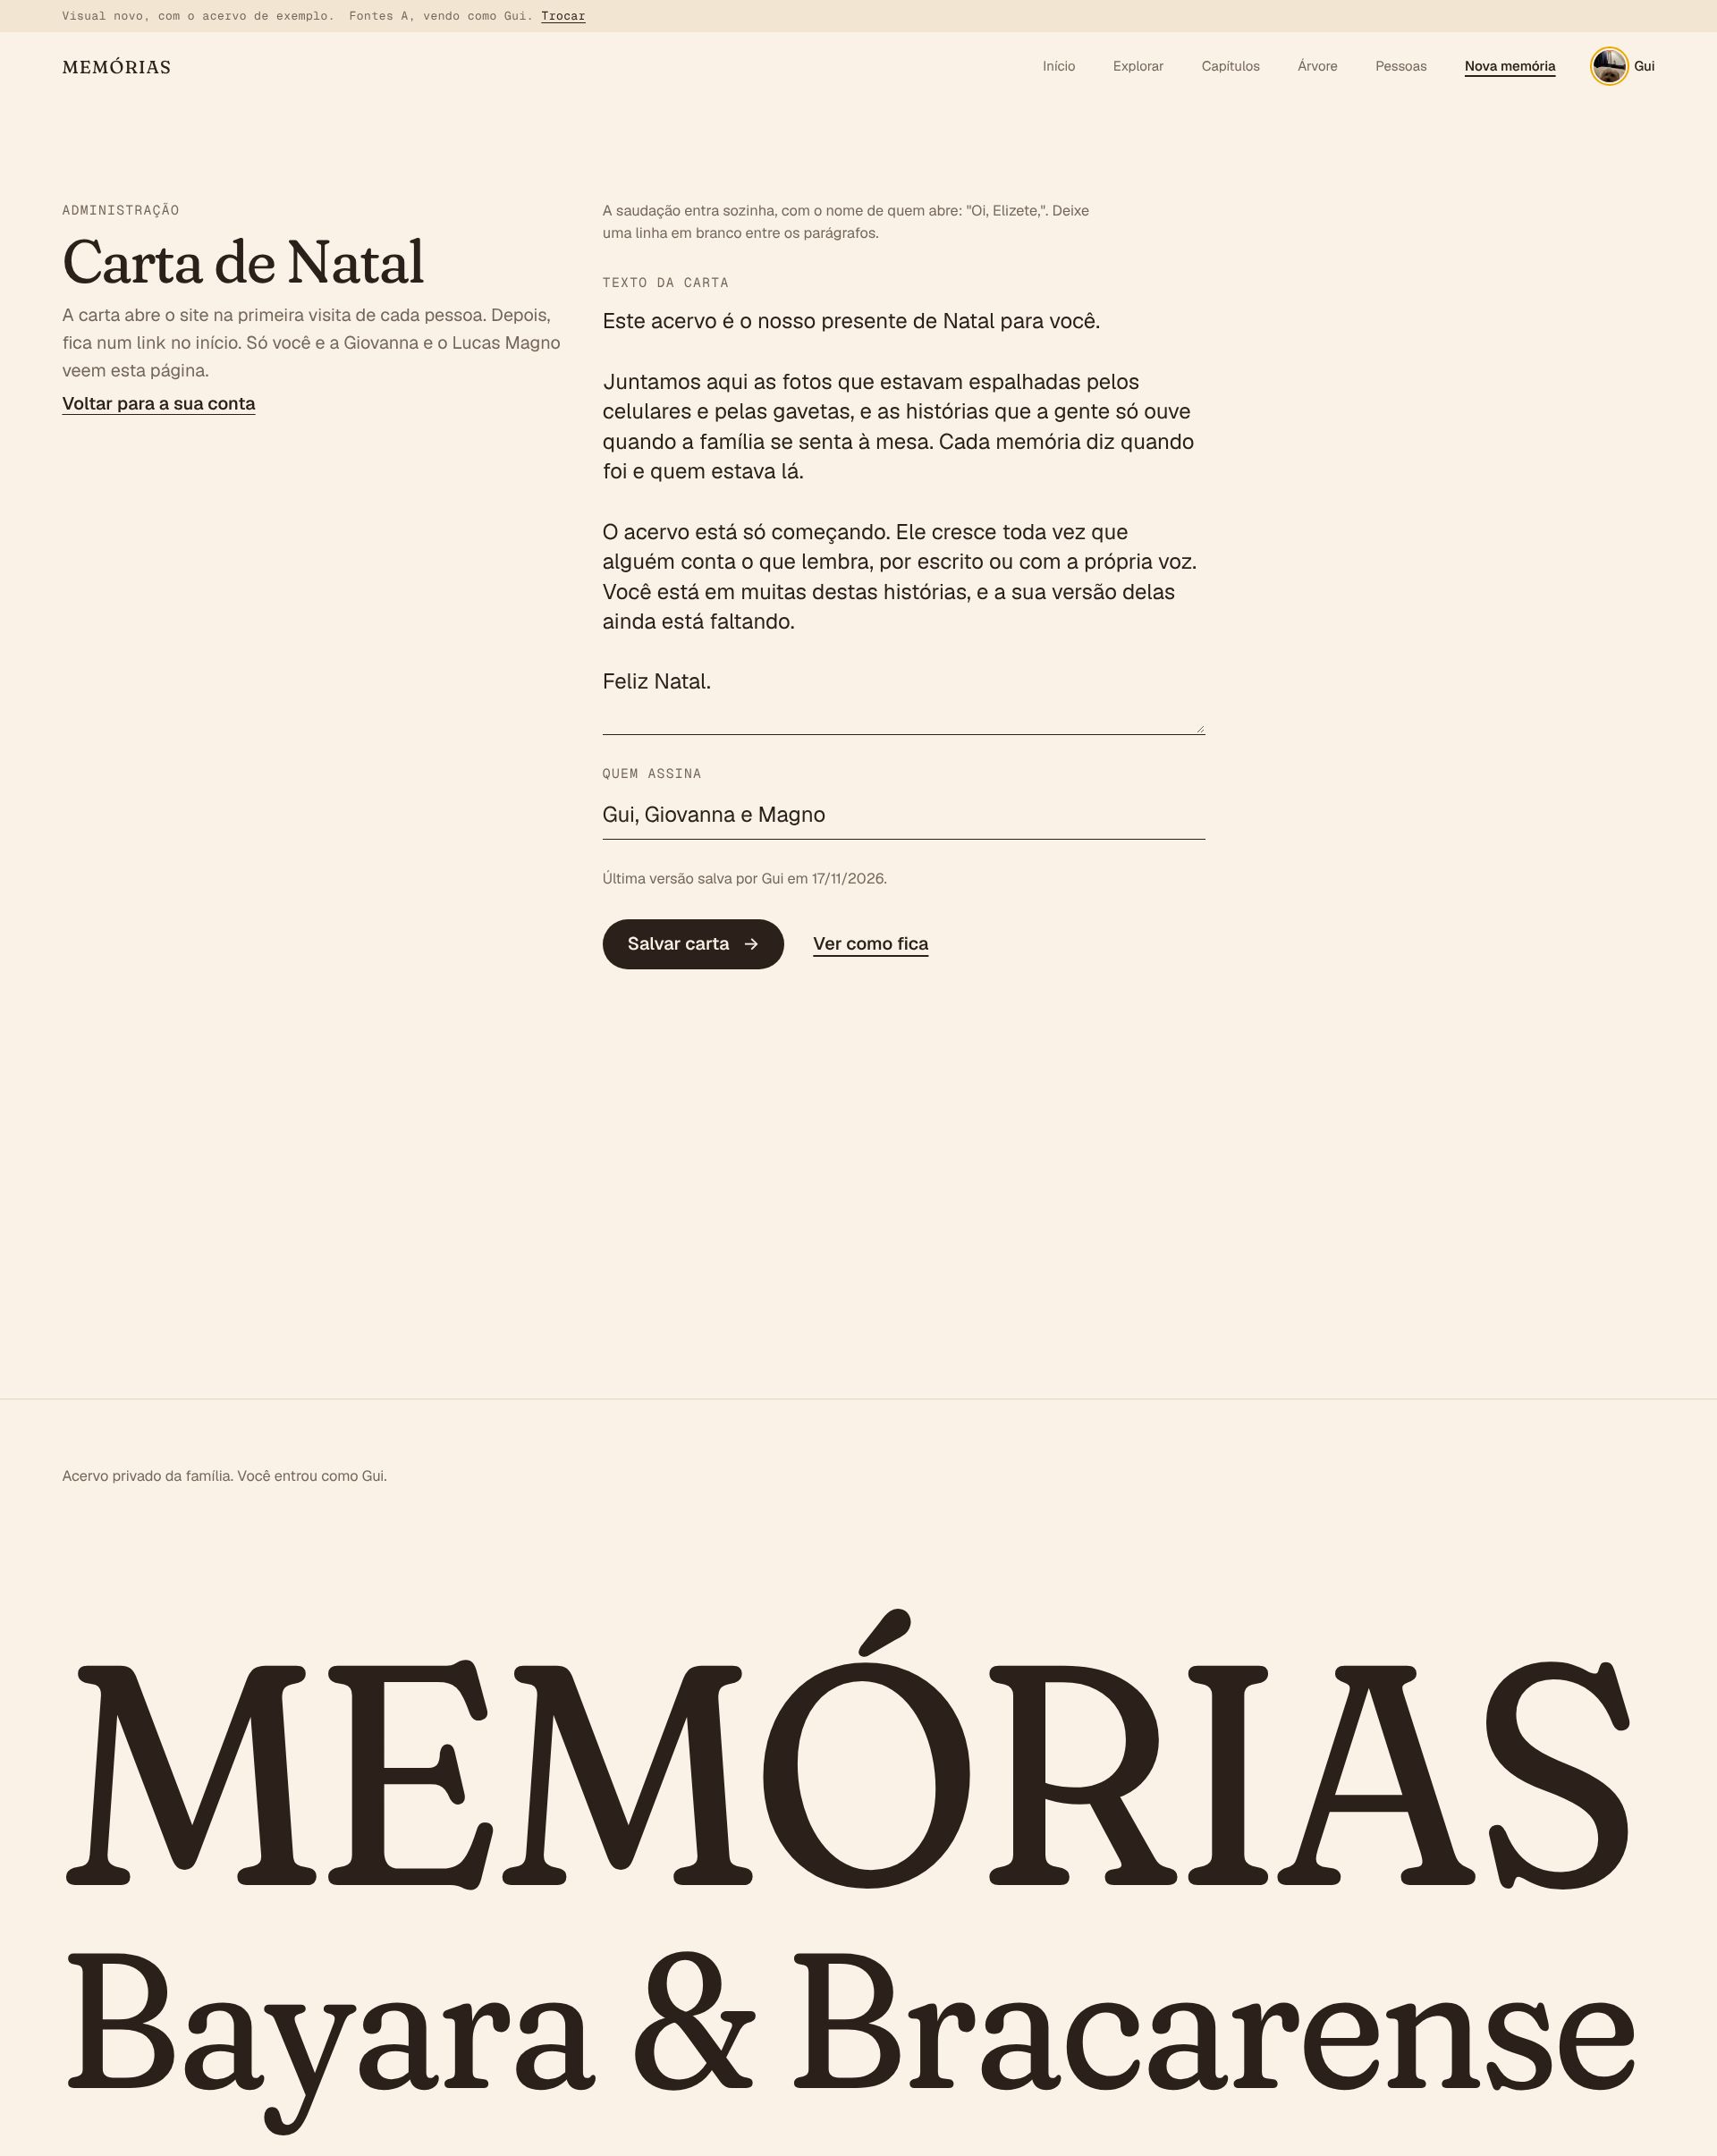 Visual novo, com o acervo de exemplo. Fontes A, vendo como Gui. Trocar
MEMÓRIAS
Início
Explorar
Capítulos
Árvore
Pessoas
Nova memória
Gui
ADMINISTRAÇÃO
Carta de Natal
A carta abre o site na primeira visita de cada pessoa. Depois,
fica num link no início. Só você e a Giovanna e o Lucas Magno
veem esta página.
Voltar para a sua conta
A saudação entra sozinha, com o nome de quem abre: "Oi, Elizete,". Deixe
uma linha em branco entre os parágrafos.
TEXTO DA CARTA
Este acervo é o nosso presente de Natal para você.
Juntamos aqui as fotos que estavam espalhadas pelos
celulares e pelas gavetas, e as histórias que a gente só ouve
quando a família se senta à mesa. Cada memória diz quando
foi e quem estava lá.
O acervo está só começando. Ele cresce toda vez que
alguém conta o que lembra, por escrito ou com a própria voz.
Você está em muitas destas histórias, e a sua versão delas
ainda está faltando.
Feliz Natal.
QUEM ASSINA
Gui, Giovanna e Magno
Última versão salva por Gui em 17/11/2026.
Salvar carta →
Ver como fica
Acervo privado da família. Você entrou como Gui.
MEMÓRIAS
Bayara & Bracarense